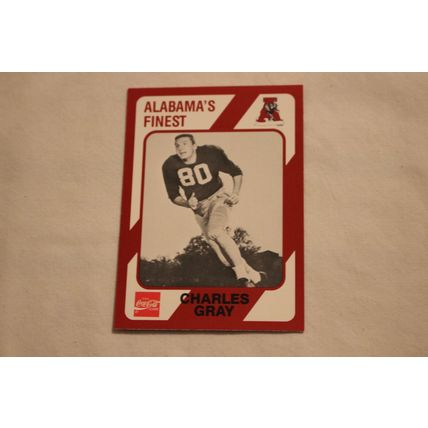 ALABAMA'S
FINEST
A
80
Coca-Cola
CHARLES
GRAY